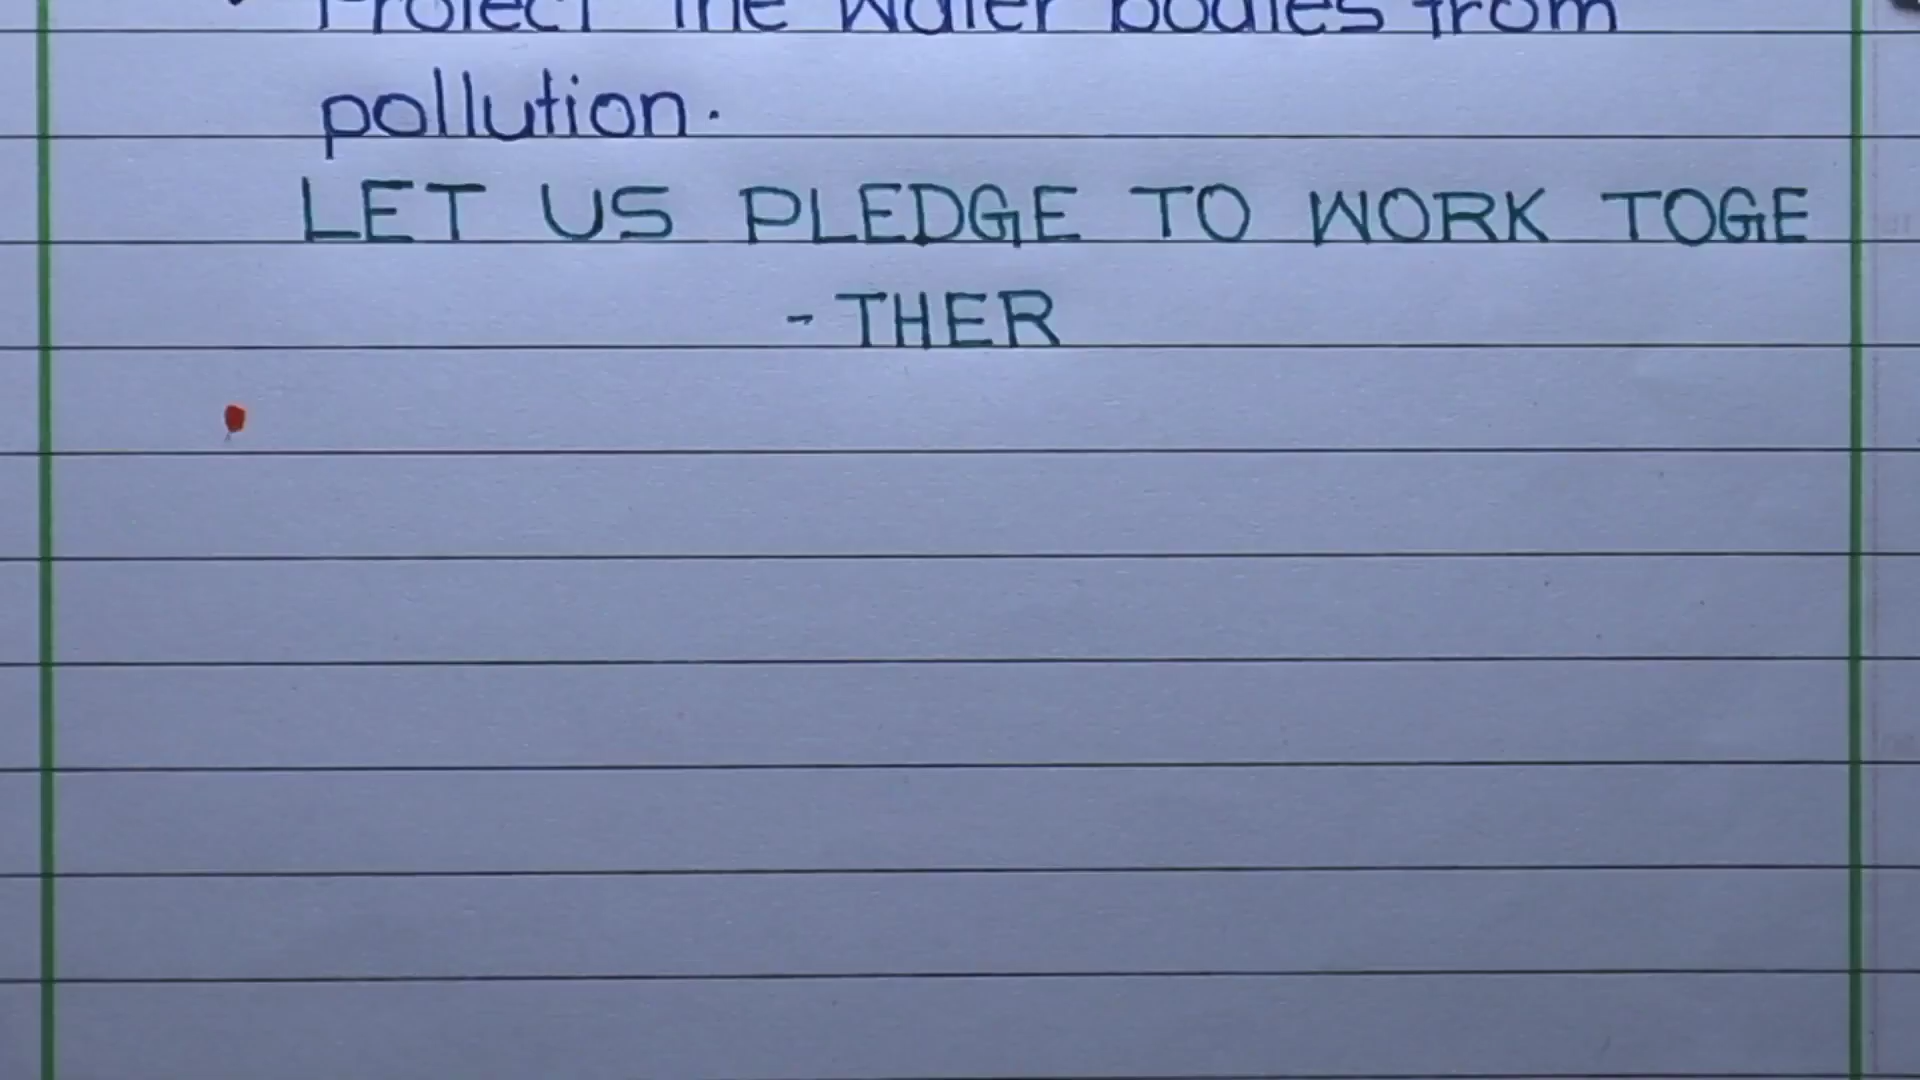 • Protect the water bodies from
pollution.
LET US PLEDGE TO WORK TOGE
-THER